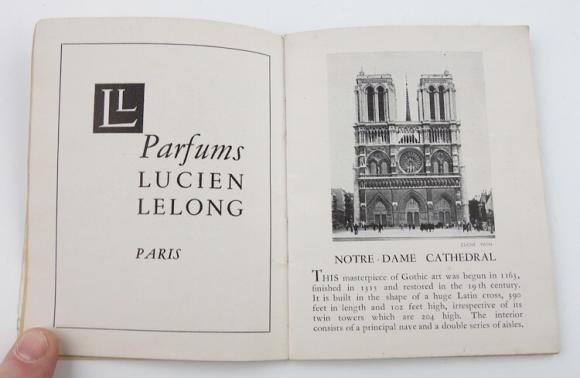 LL
Parfums
LUCIEN
LELONG
PARIS
NOTRE-DAME CATHEDRAL
THIS masterpiece of Gothic art was begun in 1163,
finished in 1315 and restored in the 19th century.
It is built in the shape of a huge Latin cross, 390
feet in length and 102 feet high, irrespective of its
twin towers which are 204 high. The interior
consists of a principal nave and a double series of aisles,